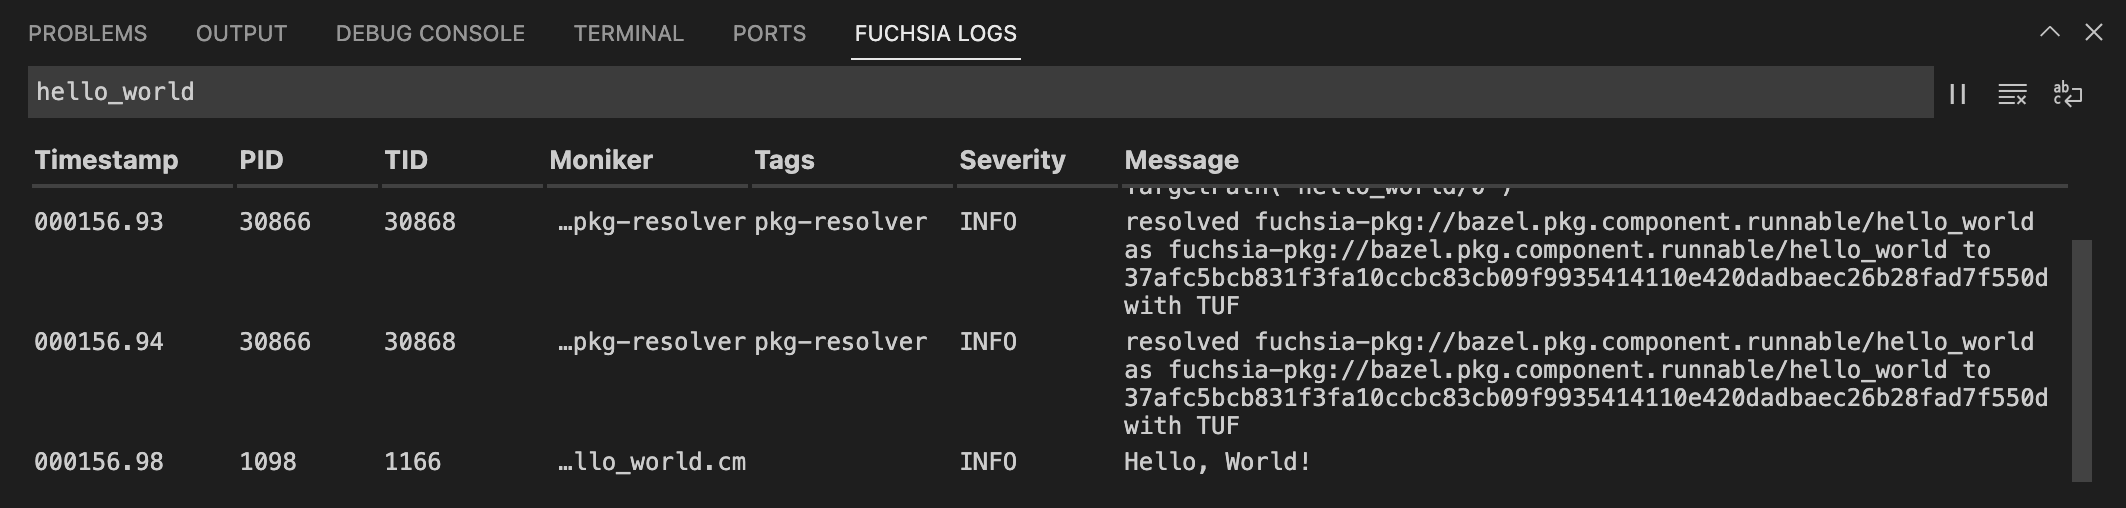 PROBLEMS OUTPUT DEBUG CONSOLE TERMINAL PORTS FUCHSIA LOGS
hello_world
Timestamp PID TID Moniker Tags Severity Message
TargetPath("hello_world/0")
000156.93 30866 30868 …pkg-resolver pkg-resolver INFO resolved fuchsia-pkg://bazel.pkg.component.runnable/hello_world
as fuchsia-pkg://bazel.pkg.component.runnable/hello_world to
37afc5bcb831f3fa10ccbc83cb09f9935414110e420dadbaec26b28fad7f550d
with TUF
000156.94 30866 30868 …pkg-resolver pkg-resolver INFO resolved fuchsia-pkg://bazel.pkg.component.runnable/hello_world
as fuchsia-pkg://bazel.pkg.component.runnable/hello_world to
37afc5bcb831f3fa10ccbc83cb09f9935414110e420dadbaec26b28fad7f550d
with TUF
000156.98 1098 1166 …llo_world.cm INFO Hello, World!